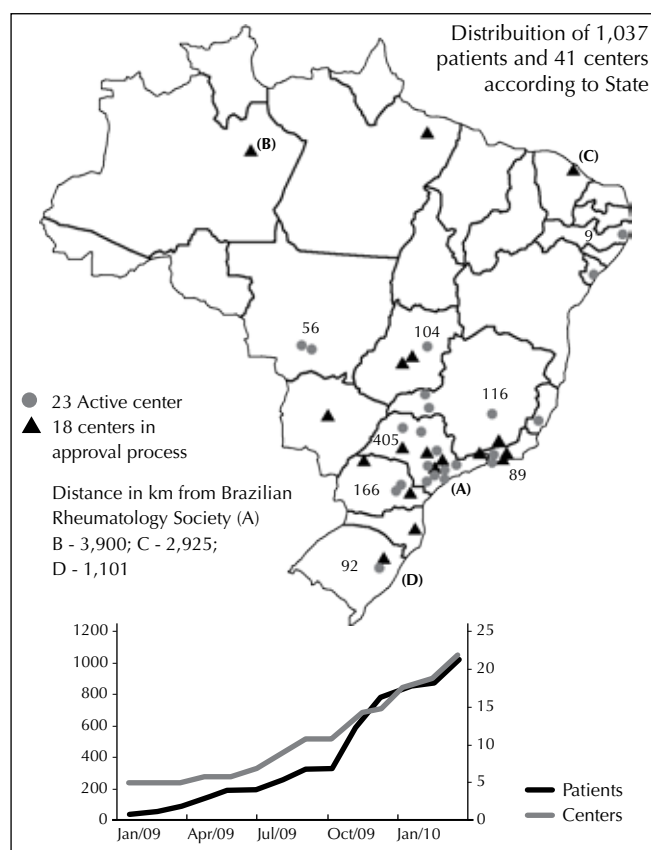 Distribuition of 1,037
patients and 41 centers
according to State
(B)
(C)
9
56
104
116
23 Active center
18 centers in
approval process
405
166
89
(A)
Distance in km from Brazilian
Rheumatology Society (A)
B - 3,900; C - 2,925;
D - 1,101
92
(D)
1200
1000
800
600
400
200
0
25
20
15
10
5
0
Jan/09 Apr/09 Jul/09 Oct/09 Jan/10
Patients
Centers